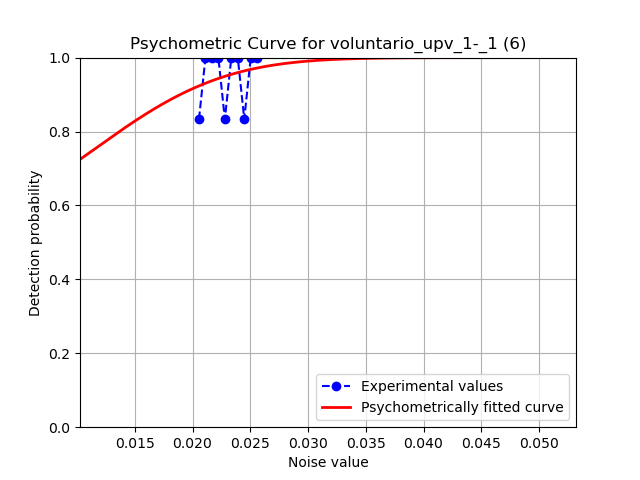 Psychometric Curve for voluntario_upv_1-_1 (6)
1.0
0.8
0.6
0.4
0.2
0.0
Detection probability
0.015 0.020 0.025 0.030 0.035 0.040 0.045 0.050
Noise value
Experimental values
Psychometrically fitted curve